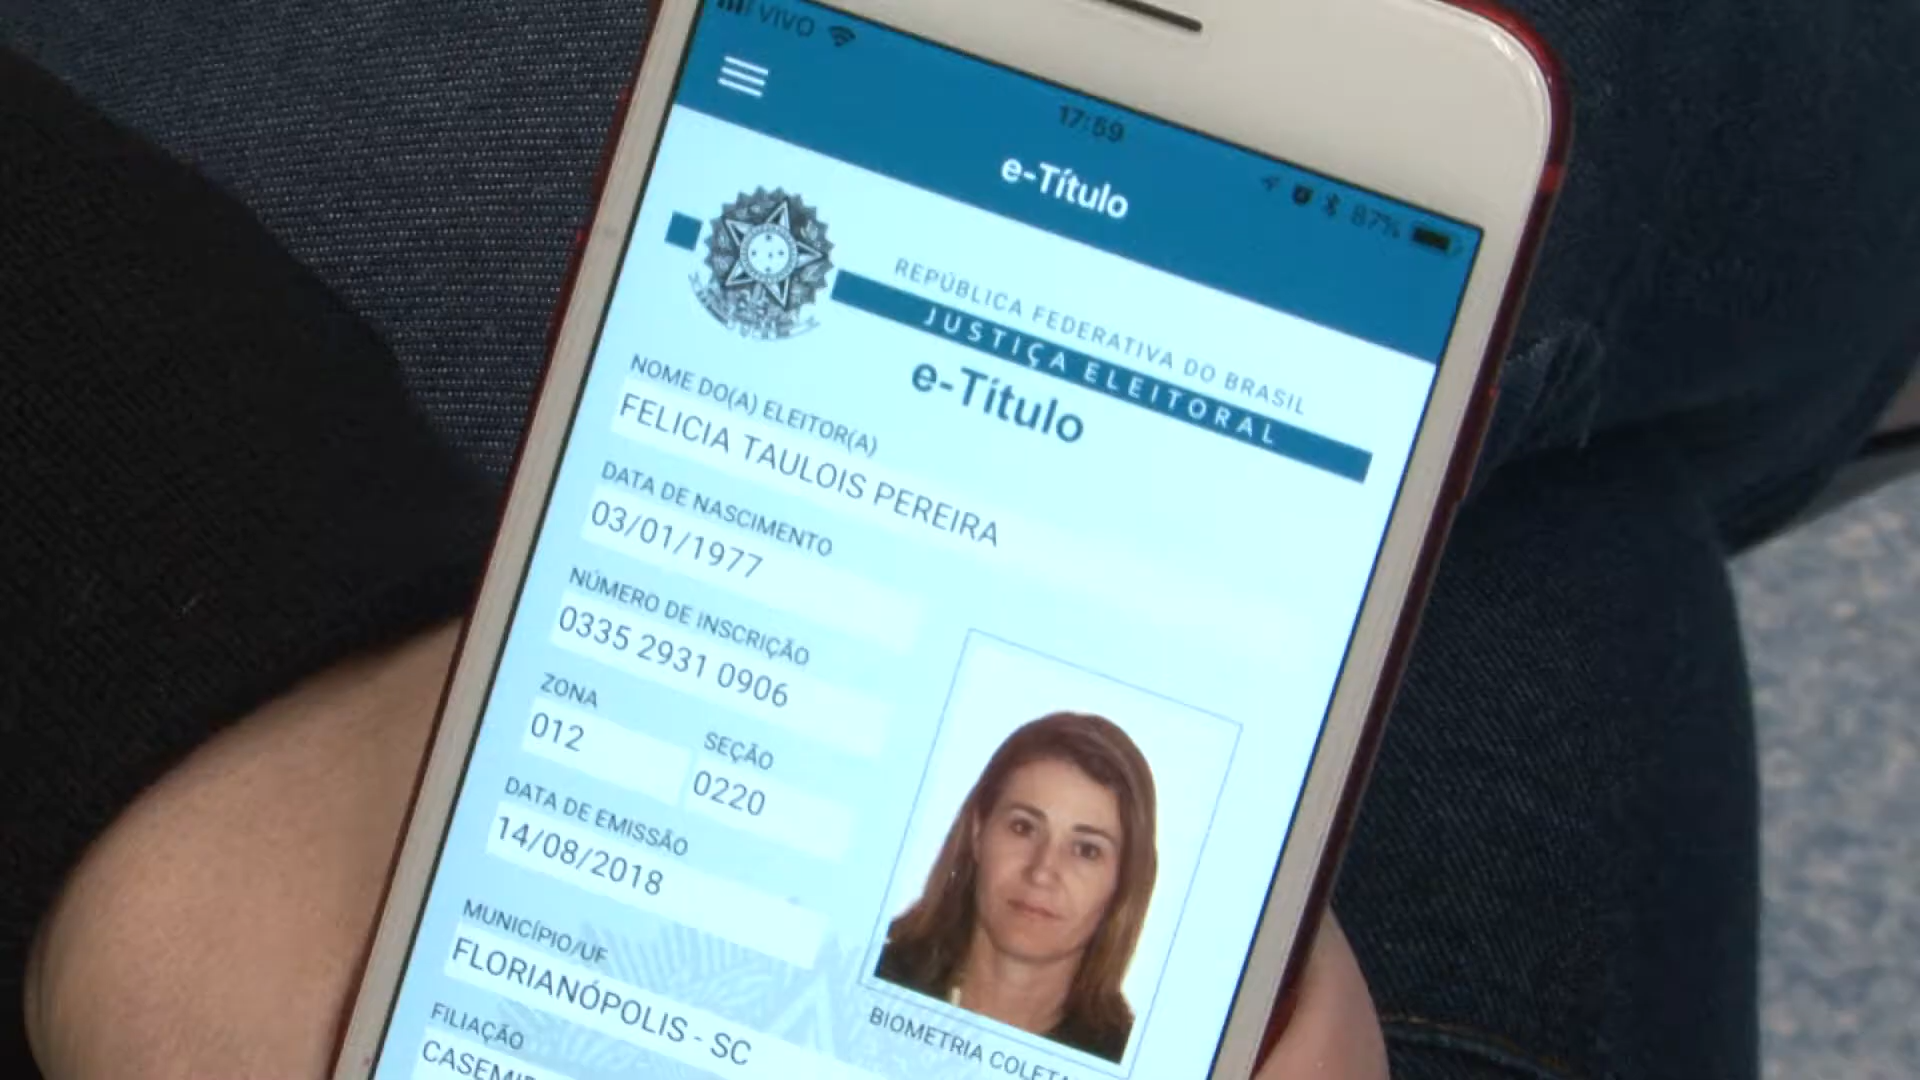 VIVO
17:59
87%
e-Título
REPÚBLICA FEDERATIVA DO BRASIL
JUSTIÇA ELEITORAL
e-Título
NOME DO(A) ELEITOR(A)
FELICIA TAULOIS PEREIRA
DATA DE NASCIMENTO
03/01/1977
NÚMERO DE INSCRIÇÃO
0335 2931 0906
ZONA
012
SEÇÃO
0220
DATA DE EMISSÃO
14/08/2018
MUNICÍPIO/UF
FLORIANÓPOLIS - SC
FILIAÇÃO
BIOMETRIA